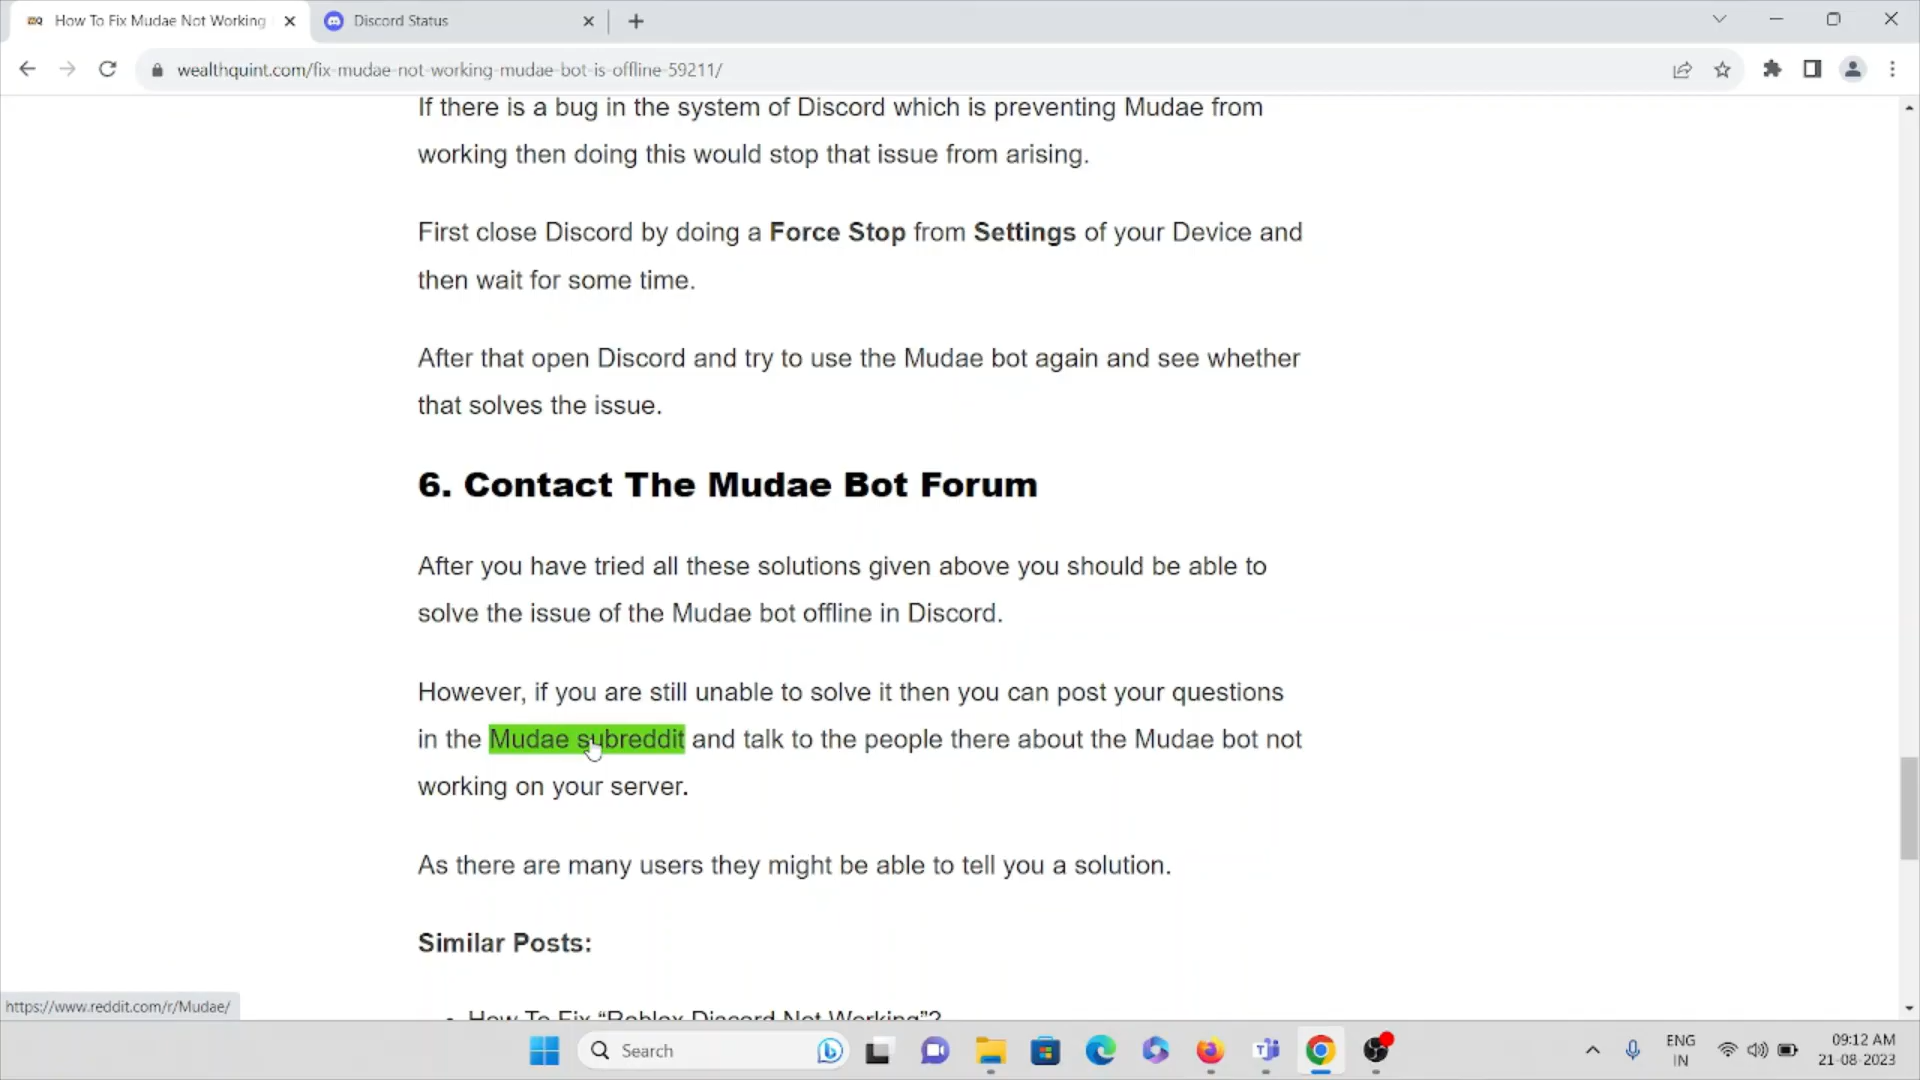 How To Fix Mudae Not Working
Discord Status
wealthquint.com/fix-mudae-not-working-mudae-bot-is-offline-59211/
If there is a bug in the system of Discord which is preventing Mudae from
working then doing this would stop that issue from arising.
First close Discord by doing a Force Stop from Settings of your Device and
then wait for some time.
After that open Discord and try to use the Mudae bot again and see whether
that solves the issue.
6. Contact The Mudae Bot Forum
After you have tried all these solutions given above you should be able to
solve the issue of the Mudae bot offline in Discord.
However, if you are still unable to solve it then you can post your questions
in the Mudae subreddit and talk to the people there about the Mudae bot not
working on your server.
As there are many users they might be able to tell you a solution.
Similar Posts:
https://www.reddit.com/r/Mudae/
How To Fix “Roblox Discord Not Working”?
Search
ENG
IN
09:12 AM
21-08-2023